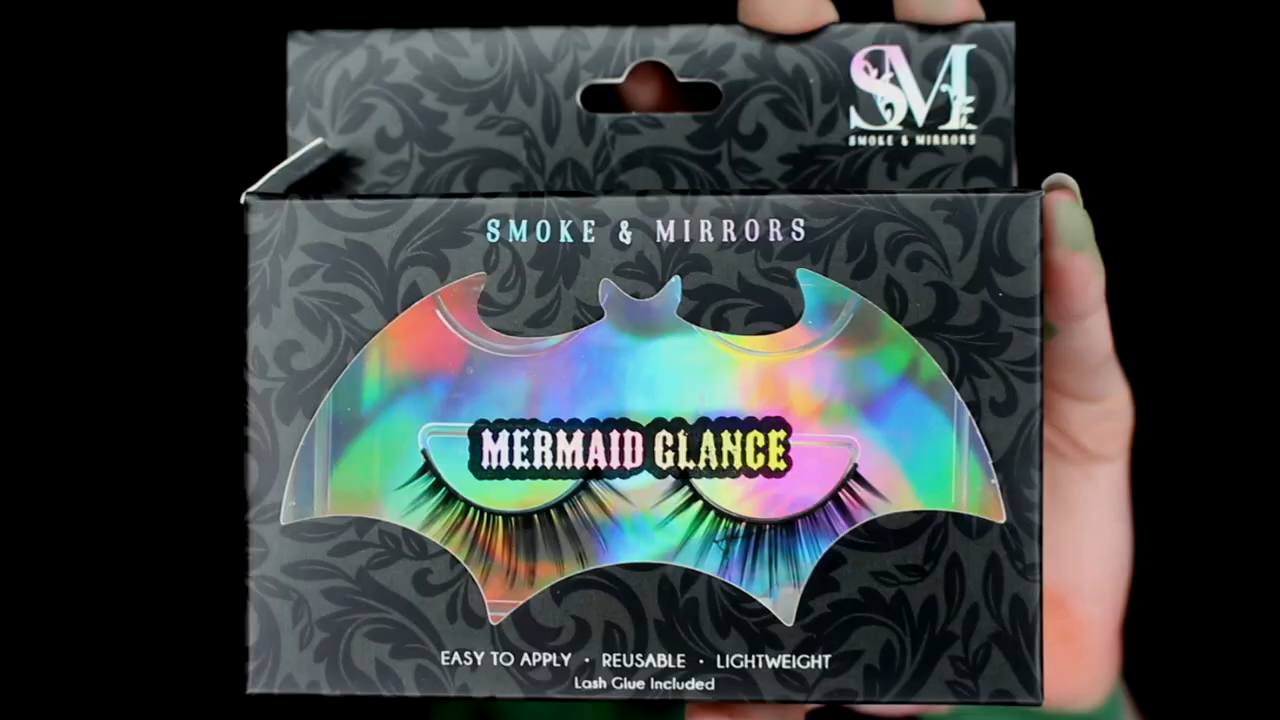 SM
SMOKE & MIRRORS
SMOKE & MIRRORS
MERMAID GLANCE
EASY TO APPLY · REUSABLE · LIGHTWEIGHT
Lash Glue Included